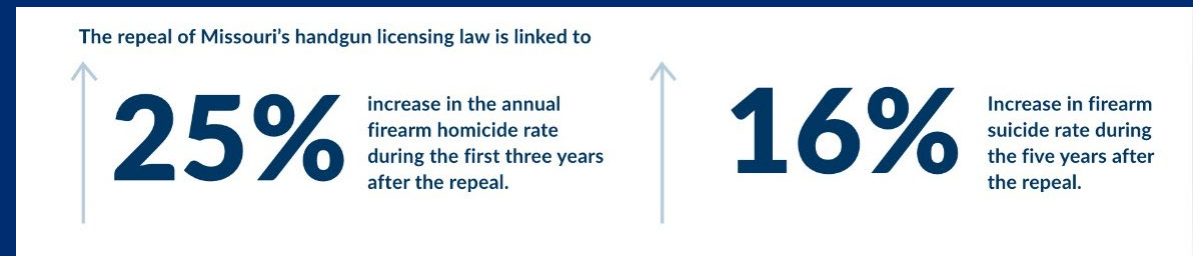 The repeal of Missouri’s handgun licensing law is linked to
25%
increase in the annual
firearm homicide rate
during the first three years
after the repeal.
16%
Increase in firearm
suicide rate during
the five years after
the repeal.